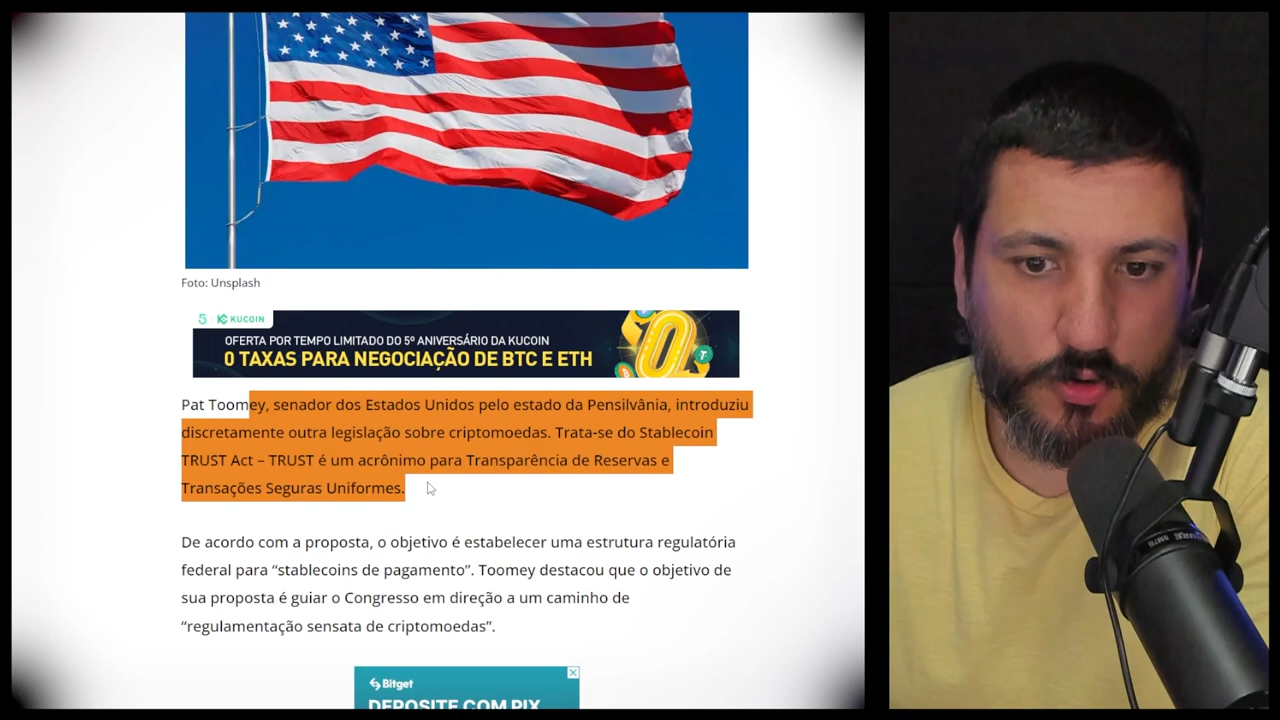 Foto: Unsplash
5 KUCOIN
OFERTA POR TEMPO LIMITADO DO 5º ANIVERSÁRIO DA KUCOIN
0 TAXAS PARA NEGOCIAÇÃO DE BTC E ETH
Pat Toomey, senador dos Estados Unidos pelo estado da Pensilvânia, introduziu
discretamente outra legislação sobre criptomoedas. Trata-se do Stablecoin
TRUST Act – TRUST é um acrônimo para Transparência de Reservas e
Transações Seguras Uniformes.
De acordo com a proposta, o objetivo é estabelecer uma estrutura regulatória
federal para “stablecoins de pagamento”. Toomey destacou que o objetivo de
sua proposta é guiar o Congresso em direção a um caminho de
“regulamentação sensata de criptomoedas”.
Bitget
DEPOSITE COM PIX